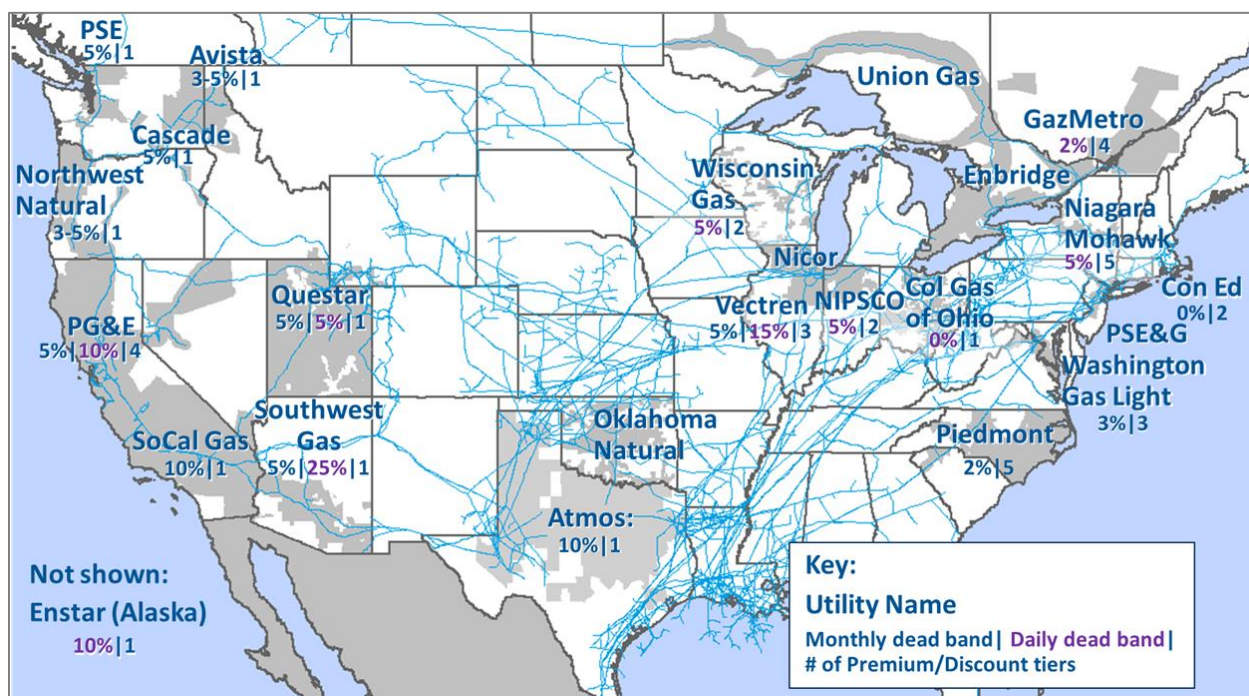 PSE
5%|1
Avista
3-5%|1
Cascade
5%|1
Northwest
Natural
3-5%|1
PG&E
5%|10%|4
Questar
5%|5%|1
SoCal Gas
10%|1
Southwest
Gas
5%|25%|1
Oklahoma
Natural
Atmos:
10%|1
Wisconsin
Gas
5%|2
Nicor
Vectren
5%|15%|3
NIPSCO
5%|2
Col Gas
of Ohio
0%|1
Union Gas
GazMetro
2%|4
Enbridge
Niagara
Mohawk
5%|5
Con Ed
0%|2
PSE&G
Washington
Gas Light
3%|3
Piedmont
2%|5
Not shown:
Enstar (Alaska)
10%|1
Key:
Utility Name
Monthly dead band| Daily dead band|
# of Premium/Discount tiers